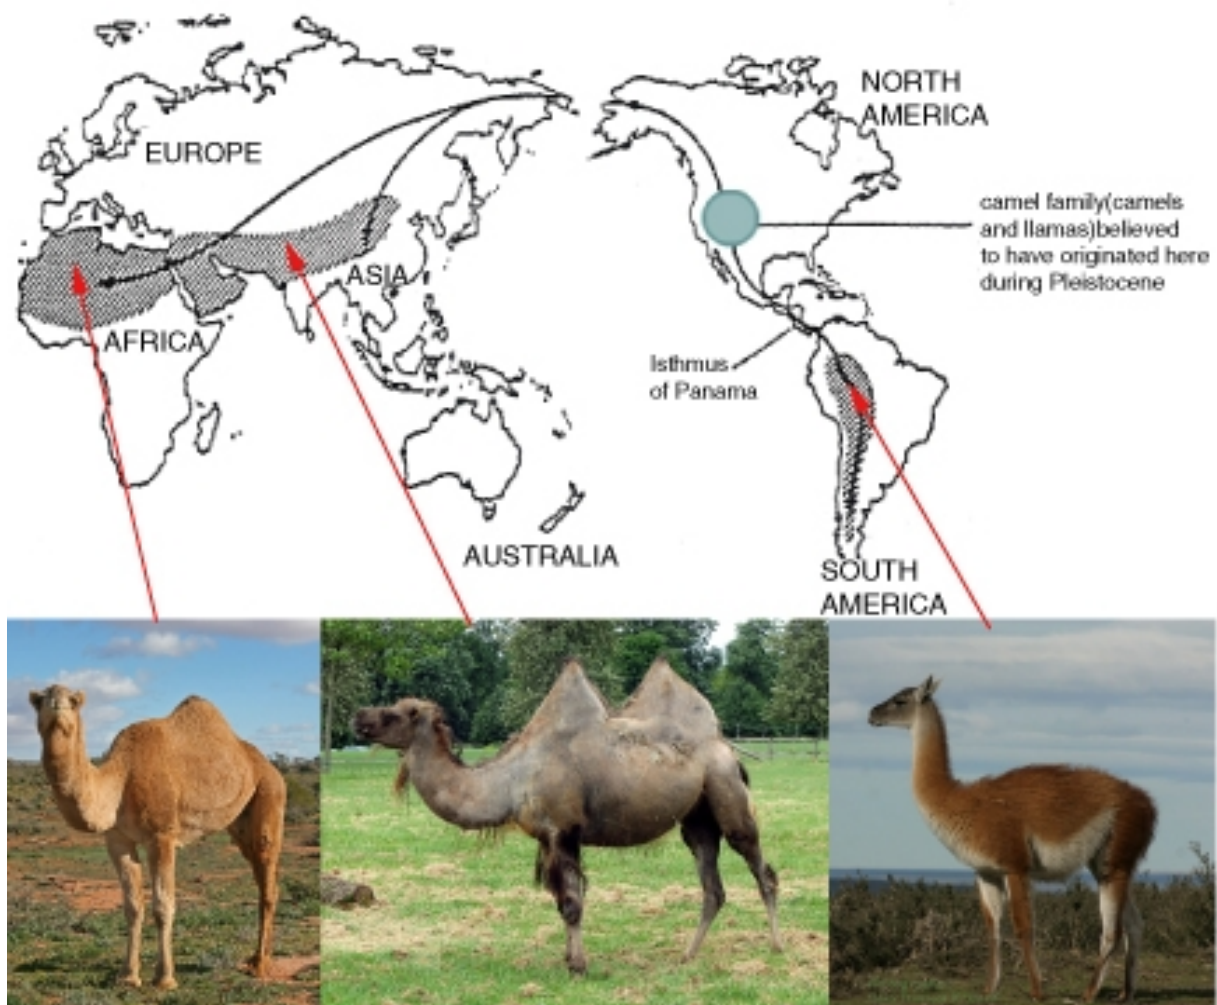 NORTH
AMERICA
EUROPE
camel family(camels
and llamas)believed
to have originated here
during Pleistocene
ASIA
AFRICA
Isthmus
of Panama
AUSTRALIA
SOUTH
AMERICA